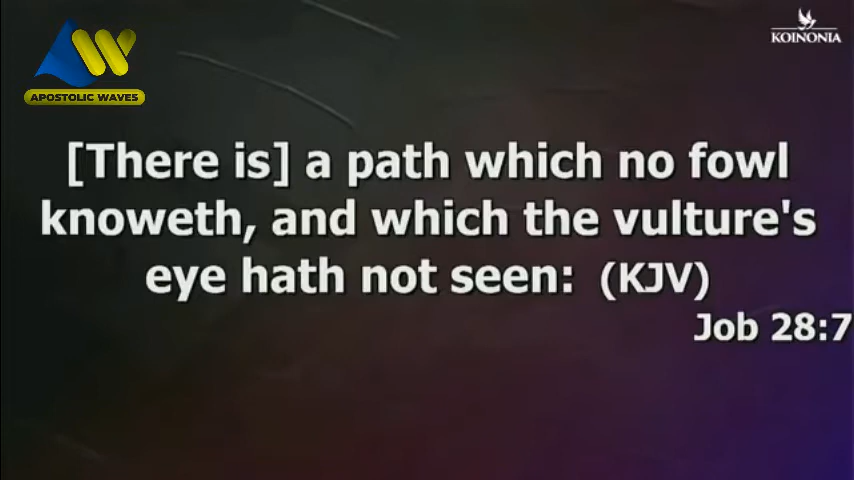 AW
APOSTOLIC WAVES
KOINONIA
[There is] a path which no fowl
knoweth, and which the vulture's
eye hath not seen: (KJV)
Job 28:7